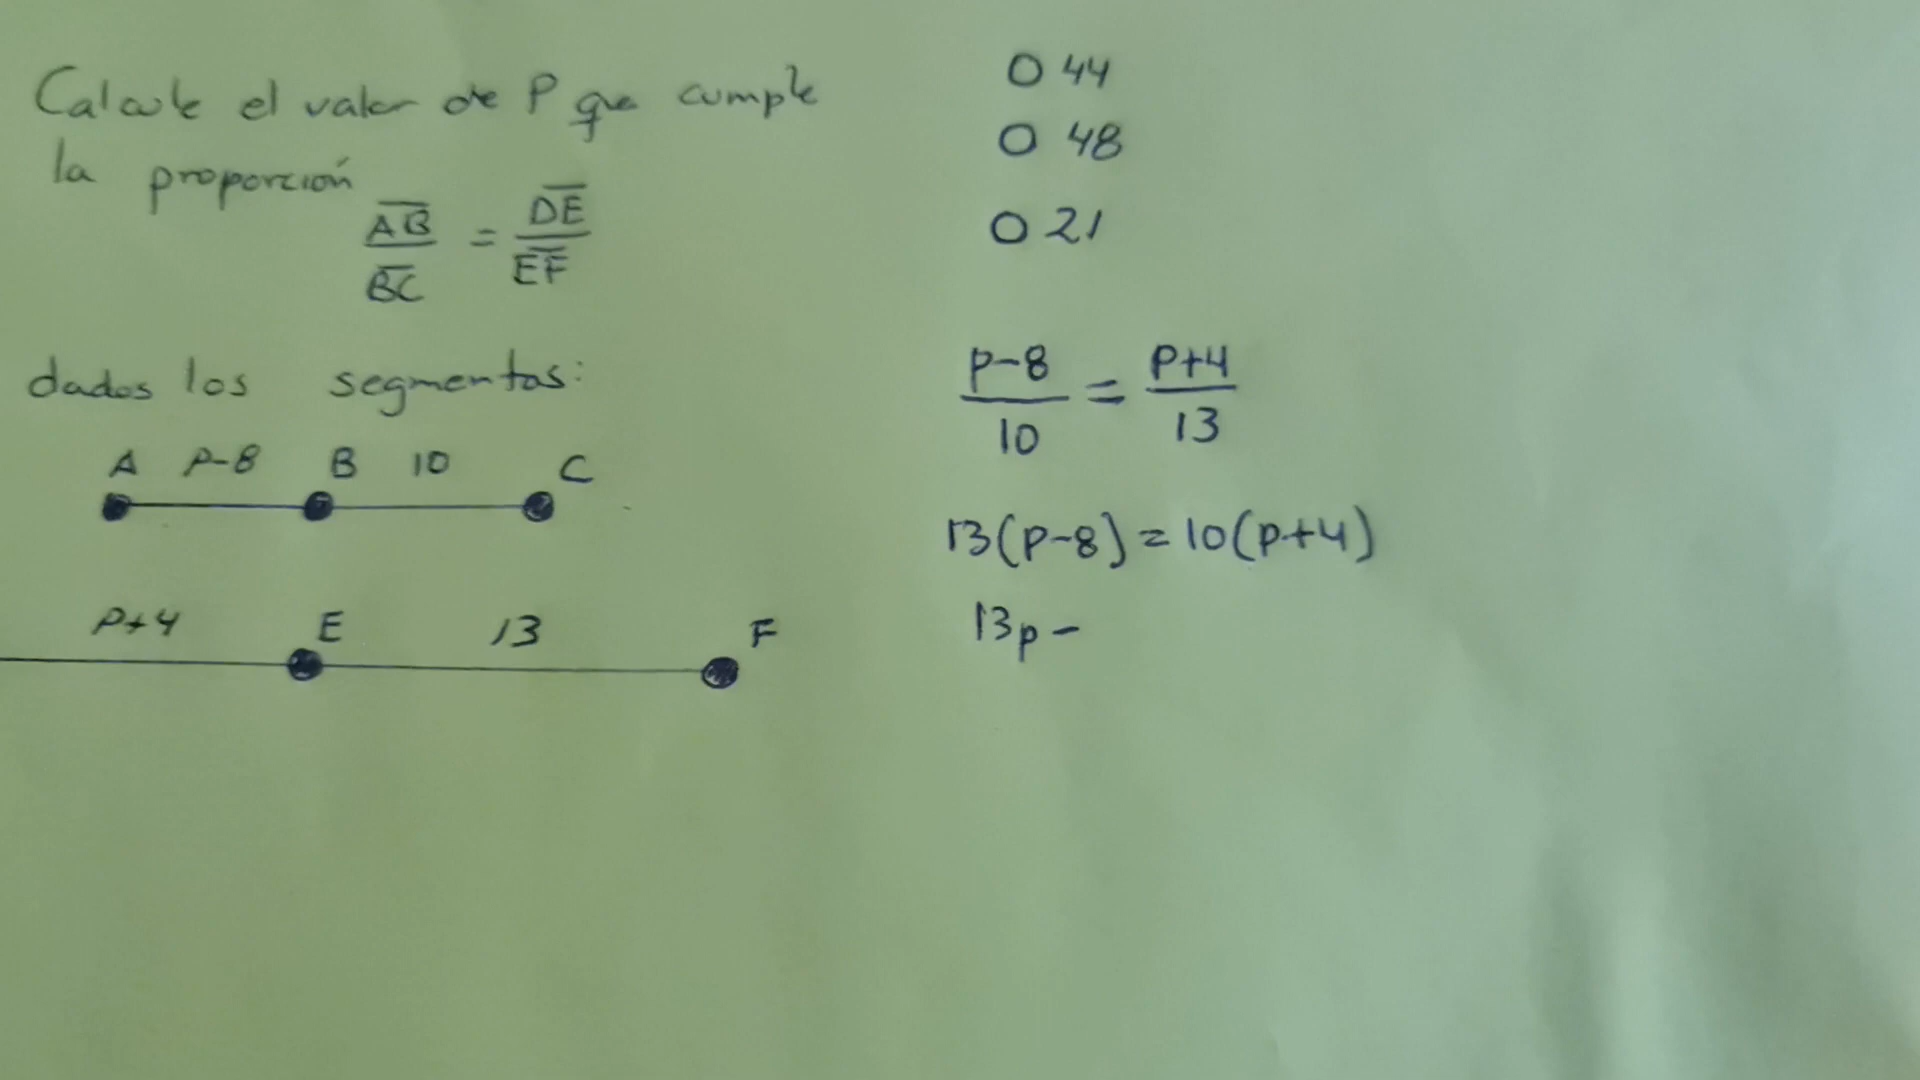 Calcule el valor de P que cumple
la proporción
AB/BC = DE/EF
dados los segmentos:
A P-8 B 10 C
P+4 E 13 F
O 44
O 48
O 21
p-8/10 = P+4/13
13(p-8) = 10(p+4)
13p -